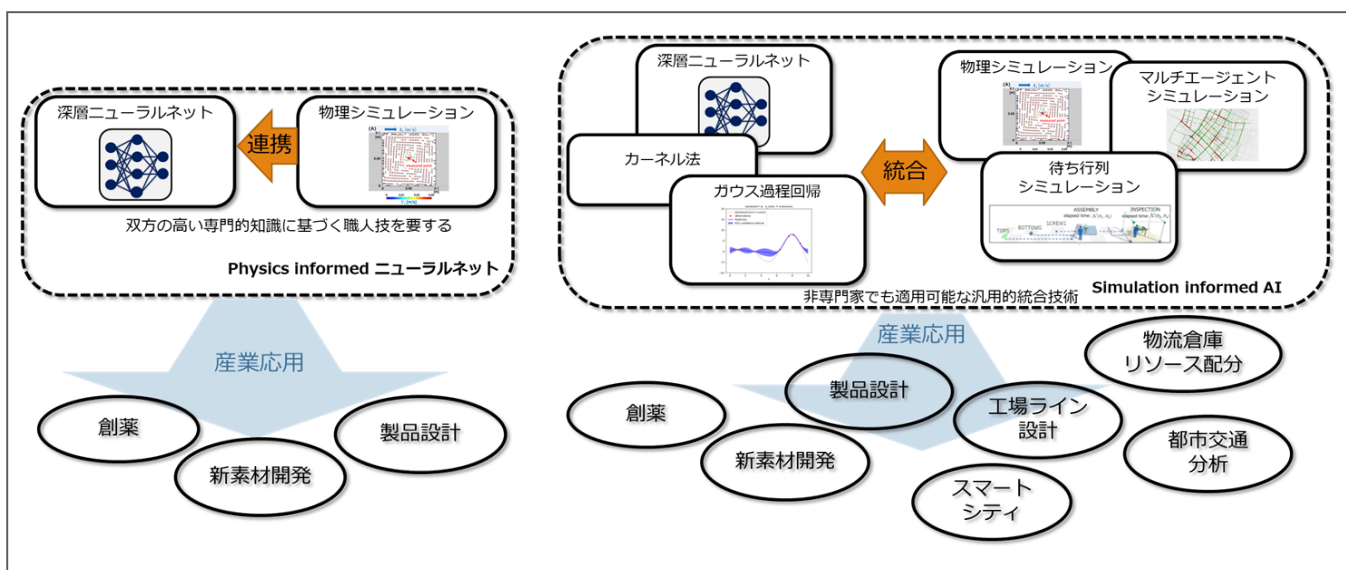 深層ニューラルネット
連携
物理シミュレーション
双方の高い専門的知識に基づく職人技を要する
Physics informed ニューラルネット
産業応用
創薬
新素材開発
製品設計
深層ニューラルネット
カーネル法
ガウス過程回帰
統合
物理シミュレーション
マルチエージェント
シミュレーション
待ち行列
シミュレーション
ASSEMBLY
INSPECTION
elapsed time:
elapsed time:
SCREWS
BOTTOMS
TOPS
非専門家でも適用可能な汎用的統合技術
Simulation informed AI
産業応用
創薬
新素材開発
製品設計
工場ライン
設計
スマート
シティ
物流倉庫
リソース配分
都市交通
分析